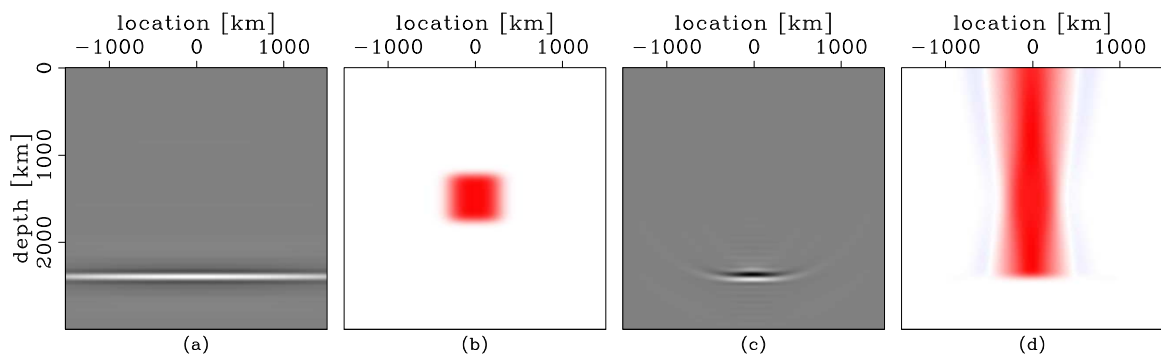 location [km] location [km] location [km] location [km]
−1000 0 1000 −1000 0 1000 −1000 0 1000 −1000 0 1000
0
1000
2000
depth [km]
(a) (b) (c) (d)